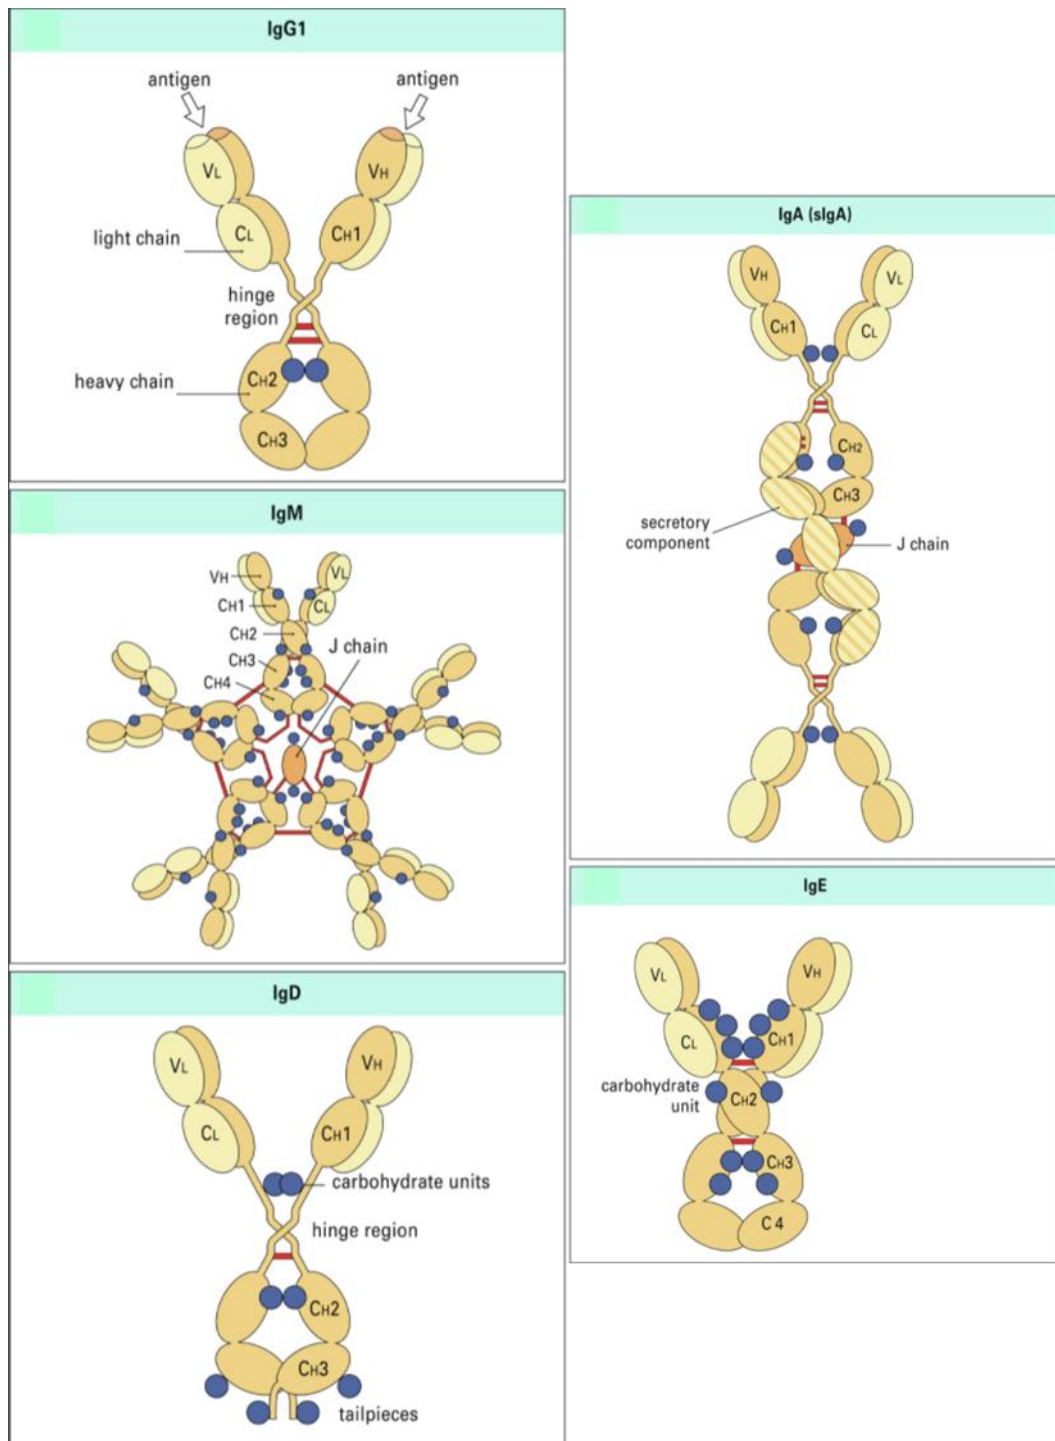 IgG1
antigen
antigen
VL
VH
light chain
CL
CH1
hinge
region
heavy chain
CH2
CH3
IgM
VH
VL
CH1
CL
CH2
J chain
CH3
CH4
IgD
VL
VH
CL
CH1
carbohydrate units
hinge region
CH2
CH3
tailpieces
IgA (sIgA)
VH
VL
CH1
CL
CH2
CH3
secretory
component
J chain
IgE
VL
VH
CL
CH1
carbohydrate
unit
CH2
CH3
C 4